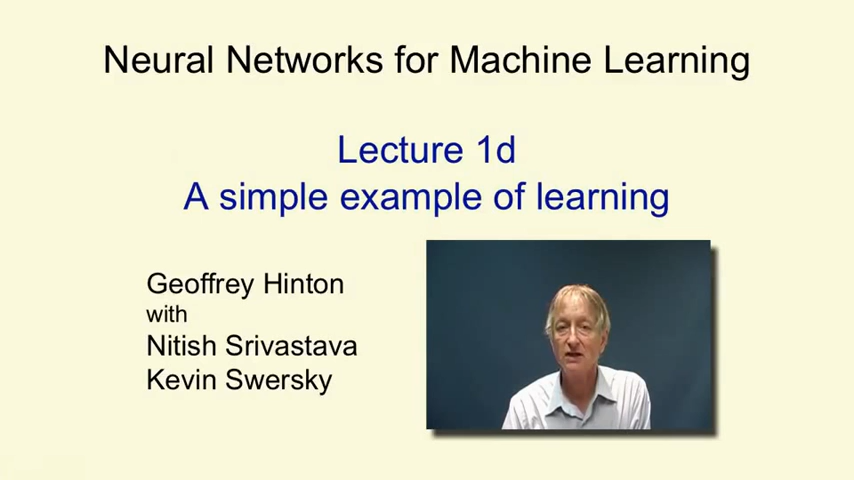 Neural Networks for Machine Learning
Lecture 1d
A simple example of learning
Geoffrey Hinton
with
Nitish Srivastava
Kevin Swersky